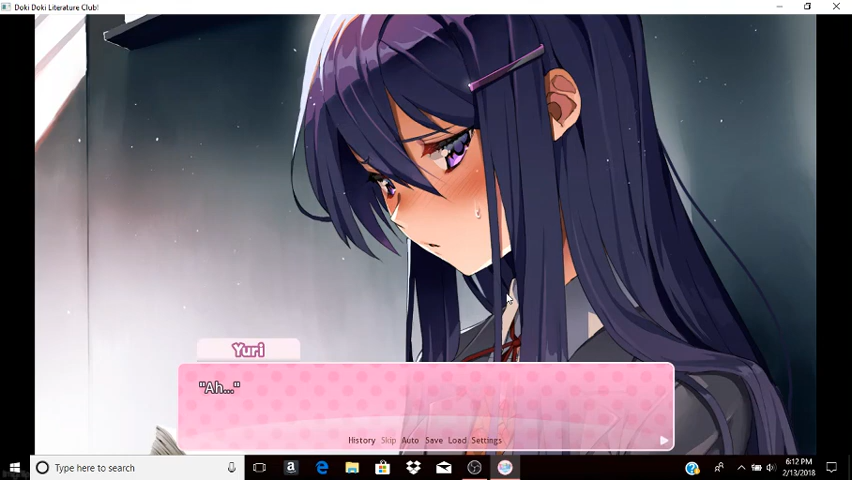 Doki Doki Literature Club!
Yuri
"Ah..."
History Skip Auto Save Load Settings
Type here to search
6:12 PM
2/13/2018